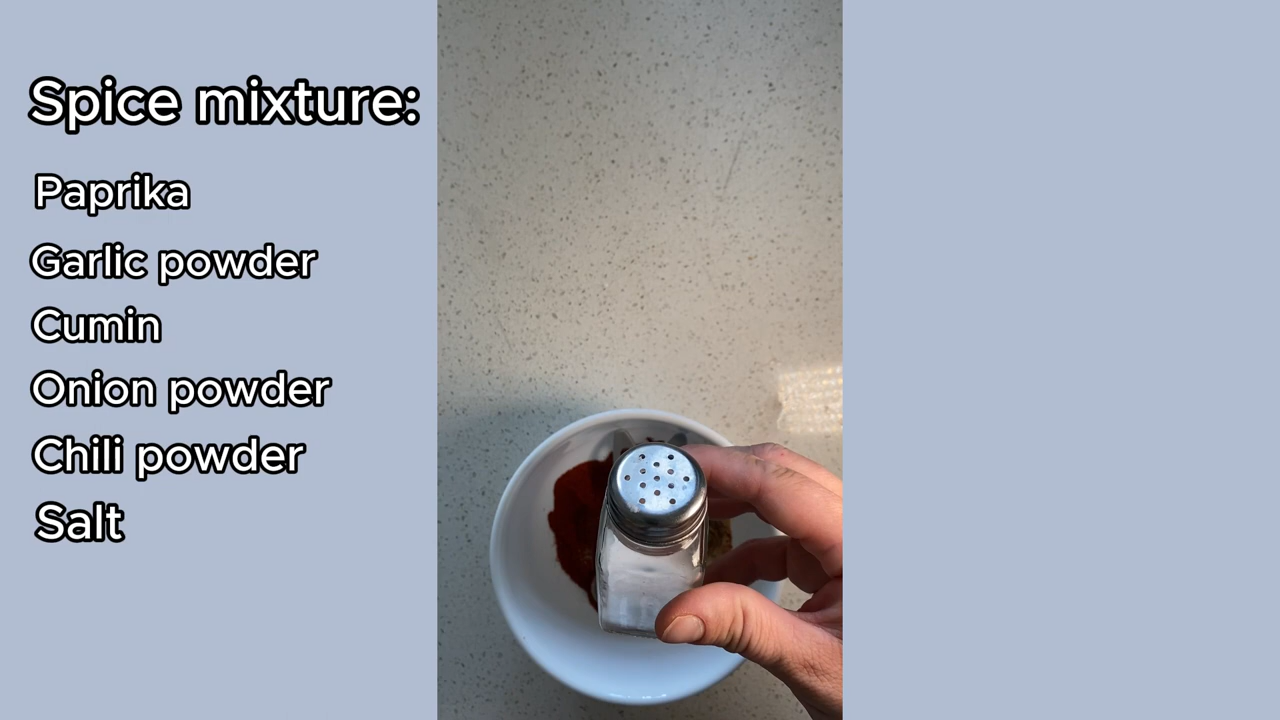 Spice mixture:
Paprika
Garlic powder
Cumin
Onion powder
Chili powder
Salt